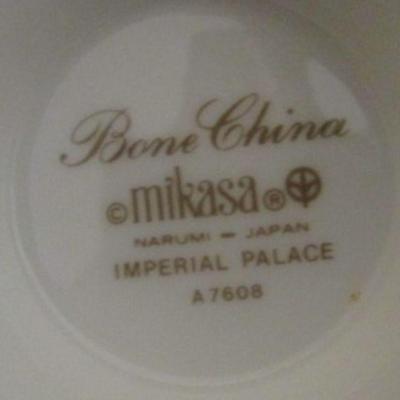 Bone China
©mikasa®
NARUMI – JAPAN
IMPERIAL PALACE
A7608